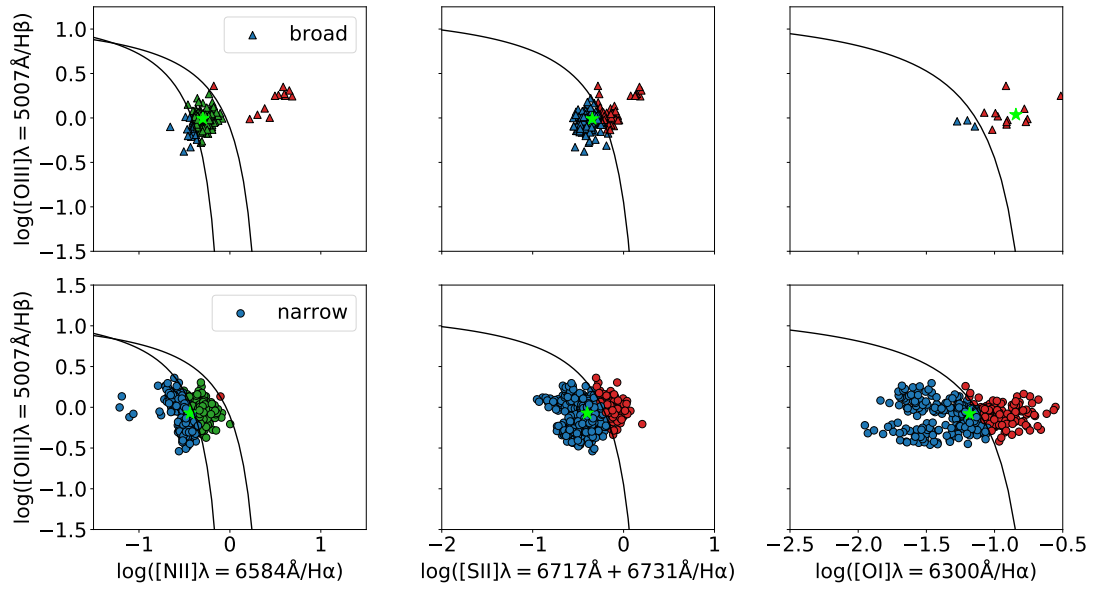 log([OIII]λ = 5007Å/Hβ)
1.0
0.5
0.0
−0.5
−1.0
−1.5
broad
log([OIII]λ = 5007Å/Hβ)
1.5
1.0
0.5
0.0
−0.5
−1.0
−1.5
narrow
−1 0 1
−2 −1 0 1
−2.5 −2.0 −1.5 −1.0 −0.5
log([NII]λ = 6584Å/Hα)
log([SII]λ = 6717Å + 6731Å/Hα)
log([OI]λ = 6300Å/Hα)